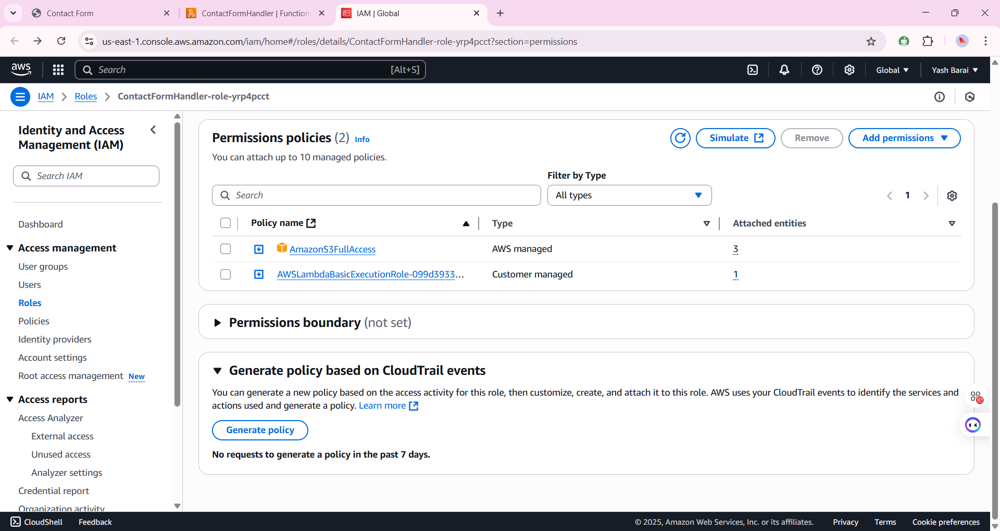 Contact Form
ContactFormHandler | Function
IAM | Global
us-east-1.console.aws.amazon.com/iam/home#/roles/details/ContactFormHandler-role-yrp4pcct?section=permissions
aws
Search
[Alt+S]
Global
Yash Barai
IAM
Roles
ContactFormHandler-role-yrp4pcct
Identity and Access
Management (IAM)
Search IAM
Dashboard
Access management
User groups
Users
Roles
Policies
Identity providers
Account settings
Root access management New
Access reports
Access Analyzer
External access
Unused access
Analyzer settings
Credential report
Organization activity
Permissions policies (2) Info
Simulate
Remove
Add permissions
You can attach up to 10 managed policies.
Filter by Type
Search
All types
1
Policy name
Type
Attached entities
AmazonS3FullAccess
AWS managed
3
AWSLambdaBasicExecutionRole-099d3933...
Customer managed
1
Permissions boundary (not set)
Generate policy based on CloudTrail events
You can generate a new policy based on the access activity for this role, then customize, create, and attach it to this role. AWS uses your CloudTrail events to identify the services and
actions used and generate a policy. Learn more
Generate policy
No requests to generate a policy in the past 7 days.
CloudShell
Feedback
© 2025, Amazon Web Services, Inc. or its affiliates.
Privacy
Terms
Cookie preferences